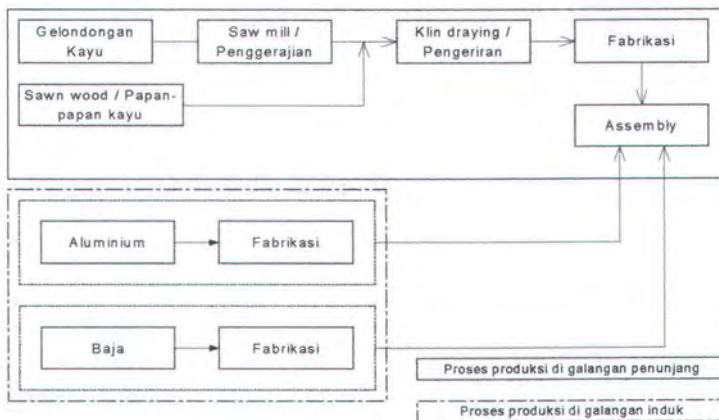 Gelondongan
Kayu
Saw mill /
Penggerajian
Klin draying /
Pengeriran
Fabrikasi
Sawn wood / Papan-
papan kayu
Assembly
Aluminium
Fabrikasi
Baja
Fabrikasi
Proses produksi di galangan penunjang
Proses produksi di galangan induk